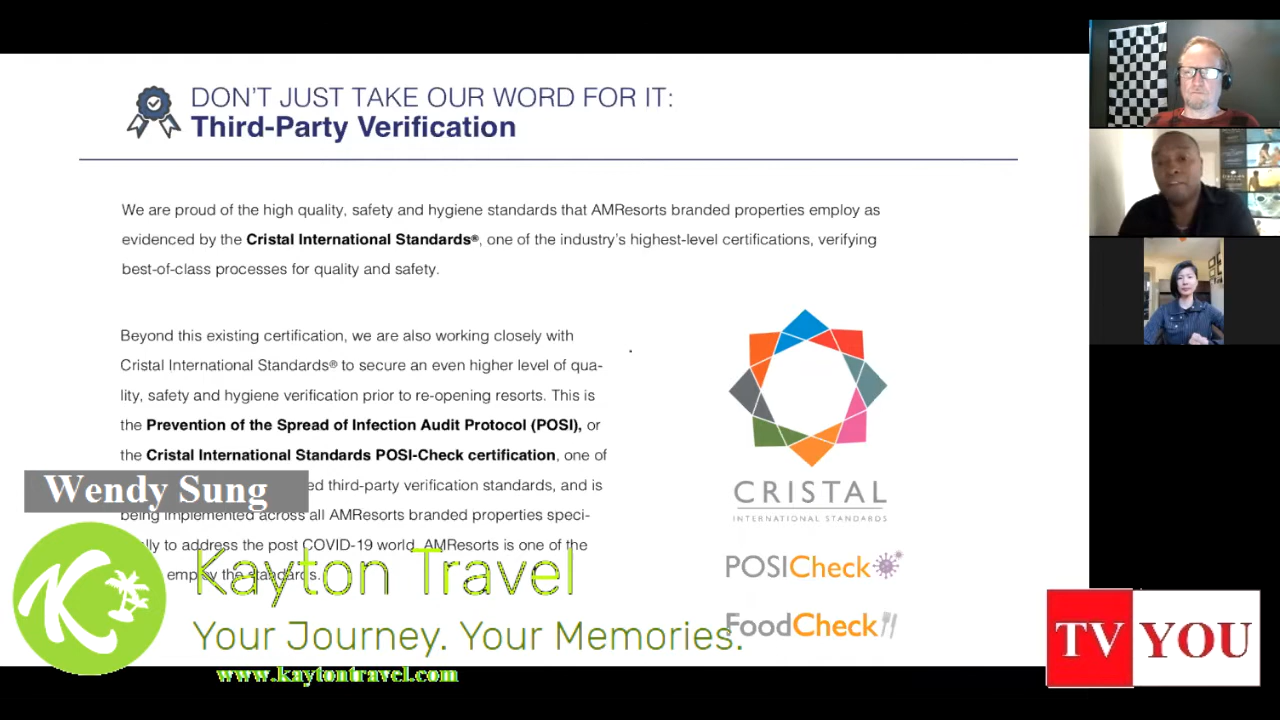 DON'T JUST TAKE OUR WORD FOR IT:
Third-Party Verification
We are proud of the high quality, safety and hygiene standards that AMResorts branded properties employ as
evidenced by the Cristal International Standards®, one of the industry's highest-level certifications, verifying
best-of-class processes for quality and safety.
Beyond this existing certification, we are also working closely with
Cristal International Standards® to secure an even higher level of qua-
lity, safety and hygiene verification prior to re-opening resorts. This is
the Prevention of the Spread of Infection Audit Protocol (POSI), or
the Cristal International Standards POSI-Check certification, one of
third-party verification standards, and is
being implemented across all AMResorts branded properties speci-
to address the post COVID-19 world. AMResorts is one of the
employ the standards.
CRISTAL
INTERNATIONAL STANDARDS
POSICheck
FoodCheck
Wendy Sung
K
Kayton Travel
Your Journey. Your Memories.
www.kaytontravel.com
TV YOU